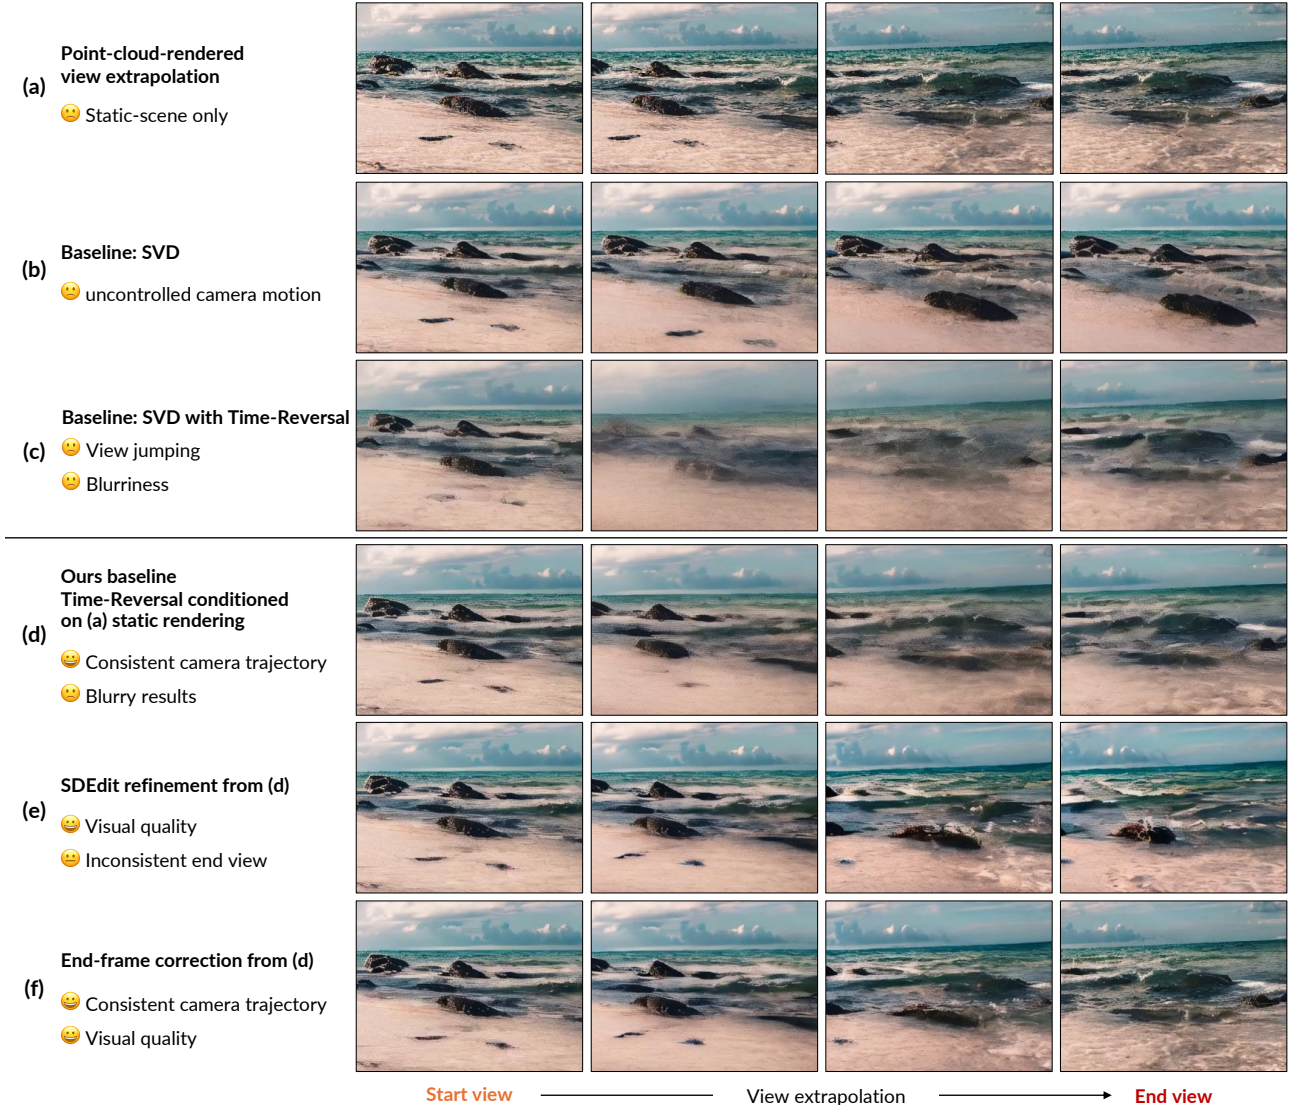 (a)
Point-cloud-rendered
view extrapolation
Static-scene only
(b)
Baseline: SVD
uncontrolled camera motion
(c)
Baseline: SVD with Time-Reversal
View jumping
Blurriness
(d)
Ours baseline
Time-Reversal conditioned
on (a) static rendering
Consistent camera trajectory
Blurry results
(e)
SDEdit refinement from (d)
Visual quality
Inconsistent end view
(f)
End-frame correction from (d)
Consistent camera trajectory
Visual quality
Start view
View extrapolation
End view